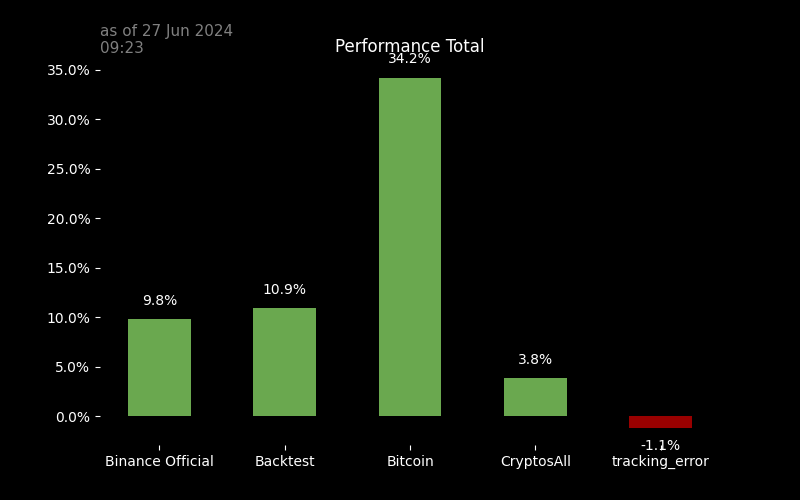 as of 27 Jun 2024
09:23
Performance Total
35.0%
30.0%
25.0%
20.0%
15.0%
10.0%
5.0%
0.0%
9.8%
10.9%
34.2%
3.8%
-1.1%
Binance Official
Backtest
Bitcoin
CryptosAll
tracking_error